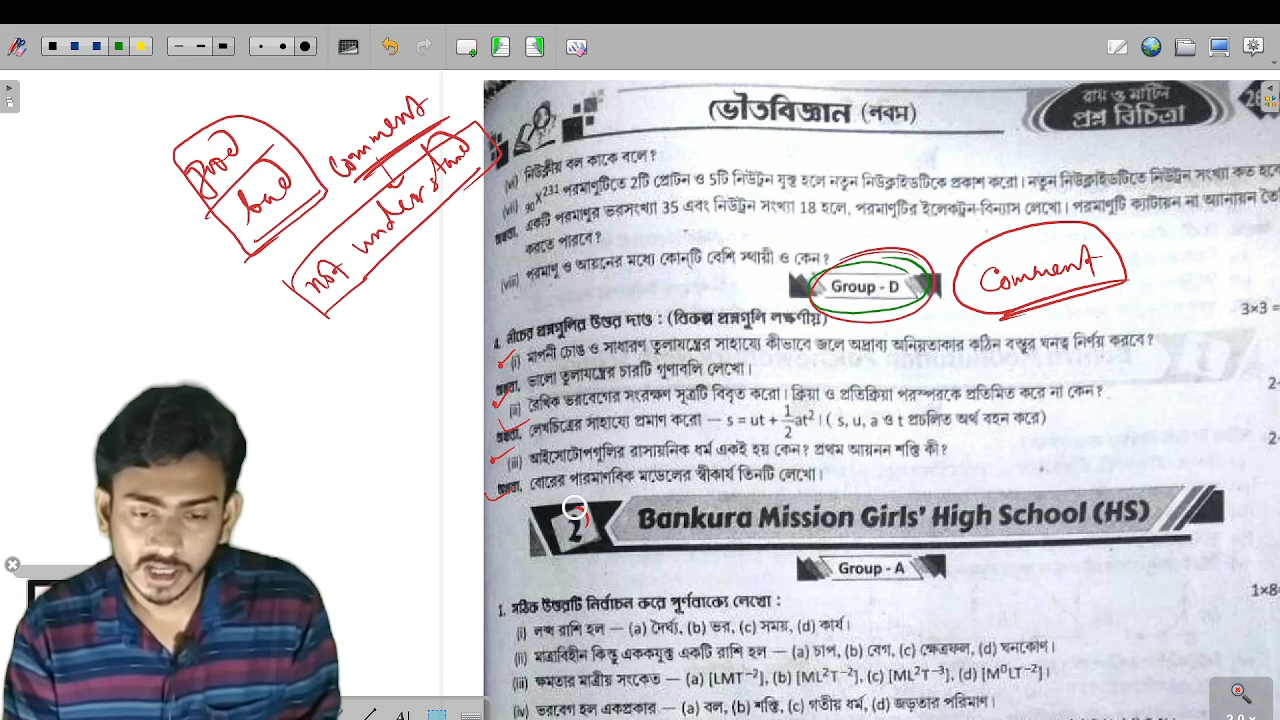 good
bad
Comment
not understand
Comment
ভৌতবিজ্ঞান (নবম)
রায় ও মার্টিন
প্রশ্ন বিচিত্রা
(vi) নিউক্লীয় বল কাকে বলে?
(vii) ₉₀X²³¹ পরমাণুটিতে 2টি প্রোটন ও 5টি নিউট্রন যুক্ত হলে নতুন নিউক্লাইডটিকে প্রকাশ করো। নতুন নিউক্লাইডটিতে নিউট্রন সংখ্যা কত হবে
অথবা, একটি পরমাণুর ভরসংখ্যা 35 এবং নিউট্রন সংখ্যা 18 হলে, পরমাণুটির ইলেকট্রন-বিন্যাস লেখো। পরমাণুটি ক্যাটায়ন না অ্যানায়ন তৈ
করতে পারবে?
(viii) পরমাণু ও আয়নের মধ্যে কোন্‌টি বেশি স্থায়ী ও কেন?
Group - D
4. নীচের প্রশ্নগুলির উত্তর দাও : (বিকল্প প্রশ্নগুলি লক্ষণীয়)
3×3 =
(i) মাপনী চোঙ ও সাধারণ তুলাযন্ত্রের সাহায্যে কীভাবে জলে অদ্রাব্য অনিয়তাকার কঠিন বস্তুর ঘনত্ব নির্ণয় করবে?
অথবা, ভালো তুলাযন্ত্রের চারটি গুণাবলি লেখো।
(ii) রৈখিক ভরবেগের সংরক্ষণ সূত্রটি বিবৃত করো। ক্রিয়া ও প্রতিক্রিয়া পরস্পরকে প্রতিমিত করে না কেন?
2
অথবা, লেখচিত্রের সাহায্যে প্রমাণ করো — s = ut + 1/2 at² । ( s, u, a ও t প্রচলিত অর্থ বহন করে)
(iii) আইসোটোপগুলির রাসায়নিক ধর্ম একই হয় কেন? প্রথম আয়নন শক্তি কী?
2
অথবা, বোরের পারমাণবিক মডেলের স্বীকার্য তিনটি লেখো।
2 Bankura Mission Girls' High School (HS)
Group - A
1. সঠিক উত্তরটি নির্বাচন করে পূর্ণবাক্যে লেখো :
1×8
(i) লব্ধ রাশি হল — (a) দৈর্ঘ্য, (b) ভর, (c) সময়, (d) কার্য।
(ii) মাত্রাবিহীন কিন্তু এককযুক্ত একটি রাশি হল — (a) চাপ, (b) বেগ, (c) ক্ষেত্রফল, (d) ঘনকোণ।
(iii) ক্ষমতার মাত্রীয় সংকেত — (a) [LMT⁻²], (b) [ML²T⁻²], (c) [ML²T⁻³], (d) [M⁰LT⁻²]।
(iv) ভরবেগ হল একপ্রকার — (a) বল, (b) শক্তি, (c) গতীয় ধর্ম, (d) জড়তার পরিমাণ।
2.0 x